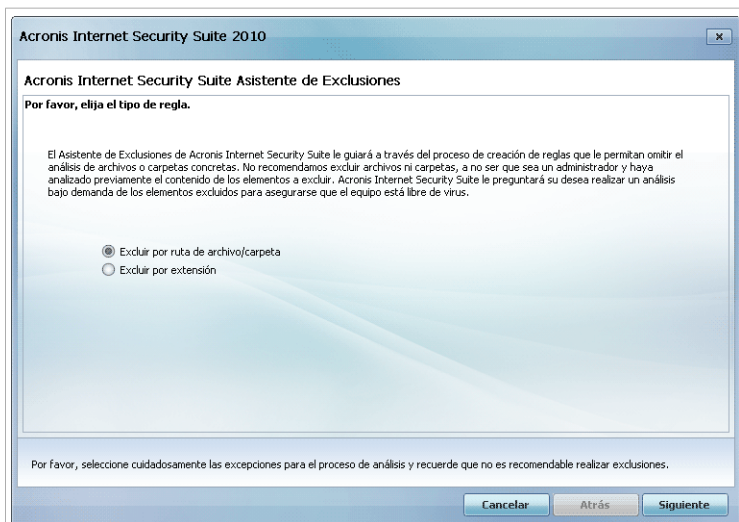 Acronis Internet Security Suite 2010
x
Acronis Internet Security Suite Asistente de Exclusiones
Por favor, elija el tipo de regla.
El Asistente de Exclusiones de Acronis Internet Security Suite le guiará a través del proceso de creación de reglas que le permitan omitir el
análisis de archivos o carpetas concretas. No recomendamos excluir archivos ni carpetas, a no ser que sea un administrador y haya
analizado previamente el contenido de los elementos a excluir. Acronis Internet Security Suite le preguntará su desea realizar un análisis
bajo demanda de los elementos excluidos para asegurarse que el equipo está libre de virus.
Excluir por ruta de archivo/carpeta
Excluir por extensión
Por favor, seleccione cuidadosamente las excepciones para el proceso de análisis y recuerde que no es recomendable realizar exclusiones.
Cancelar Atrás Siguiente